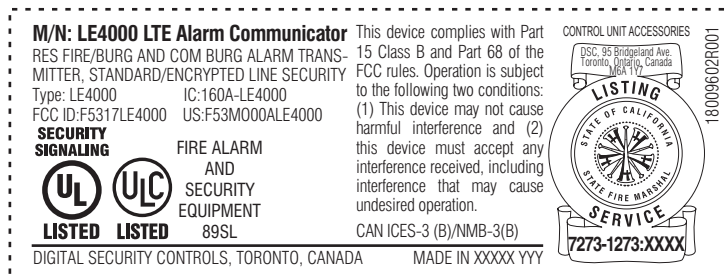 M/N: LE4000 LTE Alarm Communicator
RES FIRE/BURG AND COM BURG ALARM TRANS-
MITTER, STANDARD/ENCRYPTED LINE SECURITY
Type: LE4000 IC:160A-LE4000
FCC ID:F5317LE4000 US:F53MO00ALE4000
SECURITY
SIGNALING
UL
LISTED
ULC
LISTED
FIRE ALARM
AND
SECURITY
EQUIPMENT
89SL
This device complies with Part
15 Class B and Part 68 of the
FCC rules. Operation is subject
to the following two conditions:
(1) This device may not cause
harmful interference and (2)
this device must accept any
interference received, including
interference that may cause
undesired operation.
CAN ICES-3 (B)/NMB-3(B)
DIGITAL SECURITY CONTROLS, TORONTO, CANADA MADE IN XXXXX YYY
CONTROL UNIT ACCESSORIES
DSC, 95 Bridgeland Ave.
Toronto, Ontario, Canada
M6A 1Y7
LISTING
STATE OF CALIFORNIA
STATE FIRE MARSHAL
SERVICE
7273-1273:XXXX
18009602R001